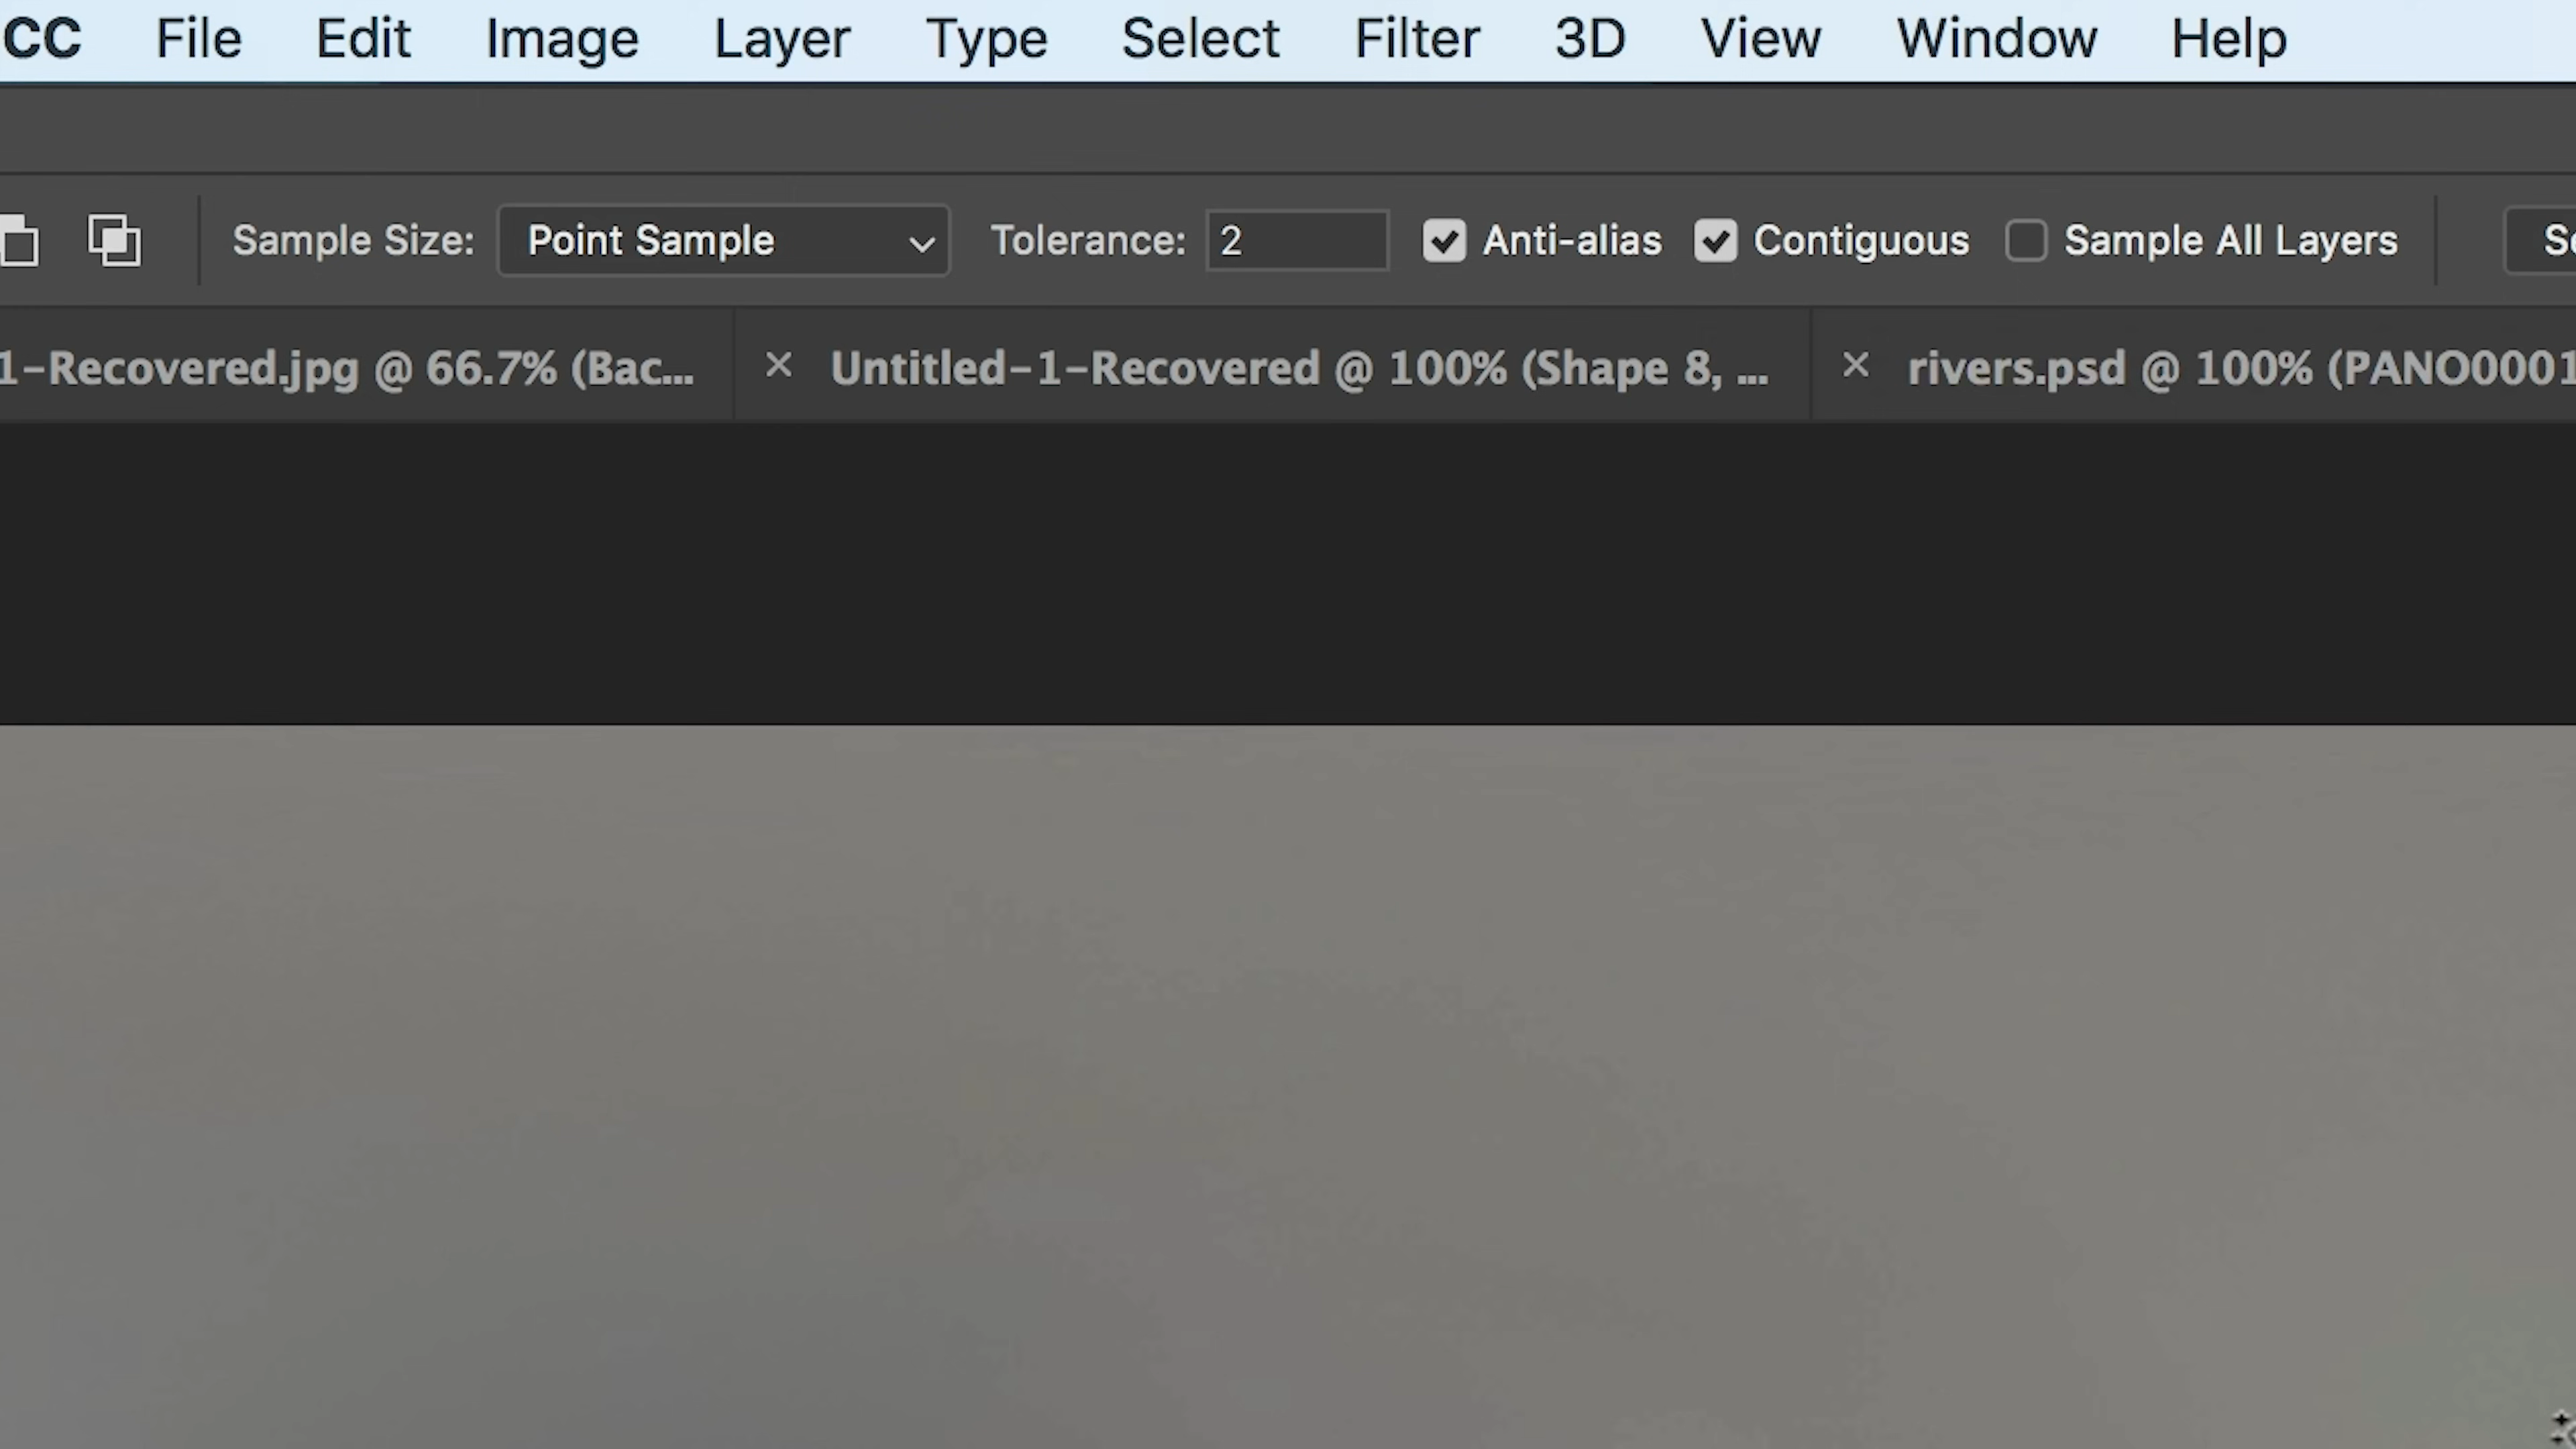 CC File Edit Image Layer Type Select Filter 3D View Window Help
Sample Size: Point Sample Tolerance: 2 Anti-alias Contiguous Sample All Layers
1-Recovered.jpg @ 66.7% (Bac... × Untitled-1-Recovered @ 100% (Shape 8, ... × rivers.psd @ 100% (PANO0001